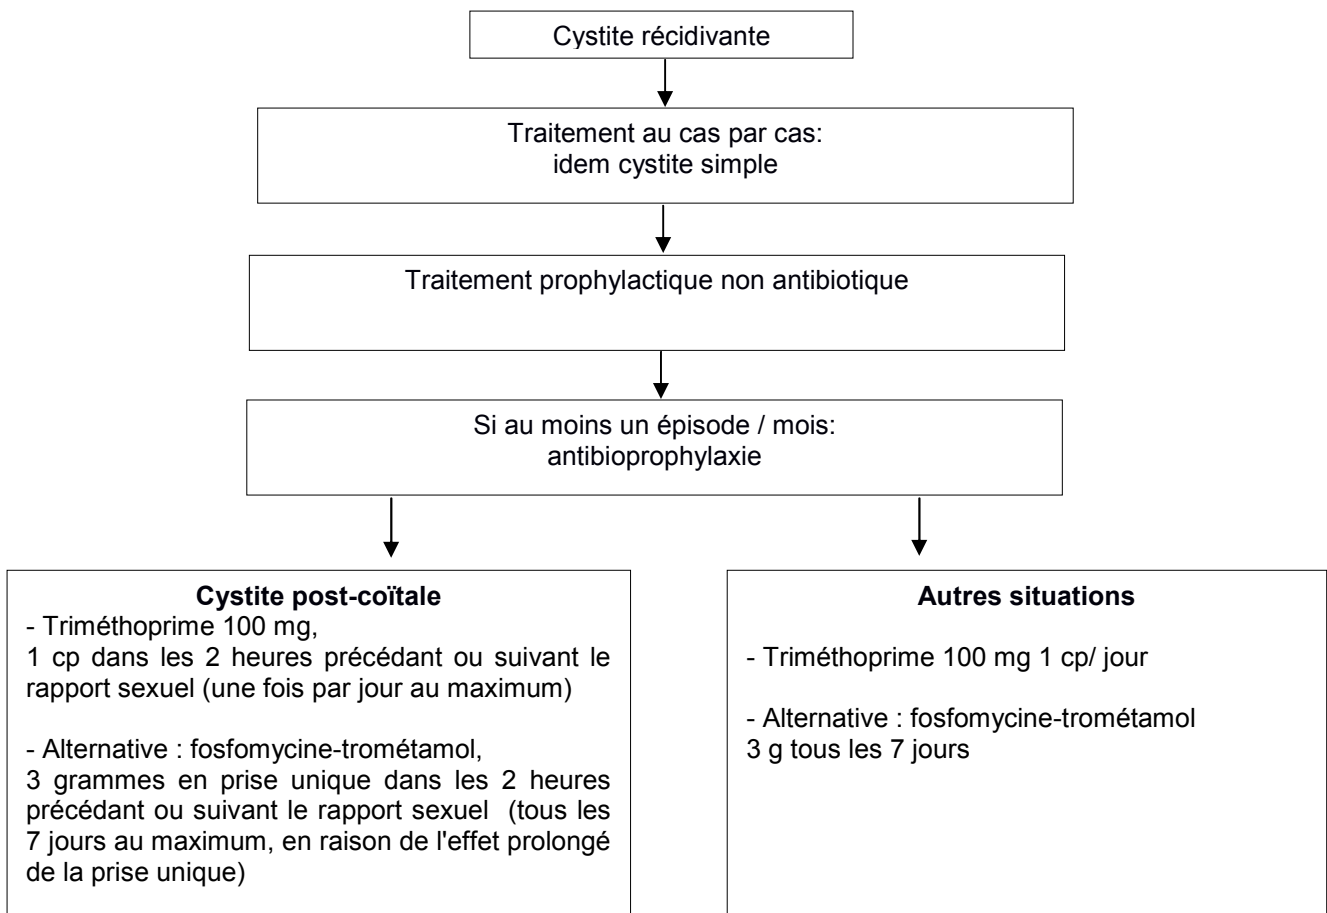 Cystite récidivante
Traitement au cas par cas:
idem cystite simple
Traitement prophylactique non antibiotique
Si au moins un épisode / mois:
antibioprophylaxie
Cystite post-coïtale
- Triméthoprime 100 mg,
1 cp dans les 2 heures précédant ou suivant le
rapport sexuel (une fois par jour au maximum)
- Alternative : fosfomycine-trométamol,
3 grammes en prise unique dans les 2 heures
précédant ou suivant le rapport sexuel (tous les
7 jours au maximum, en raison de l'effet prolongé
de la prise unique)
Autres situations
- Triméthoprime 100 mg 1 cp/ jour
- Alternative : fosfomycine-trométamol
3 g tous les 7 jours